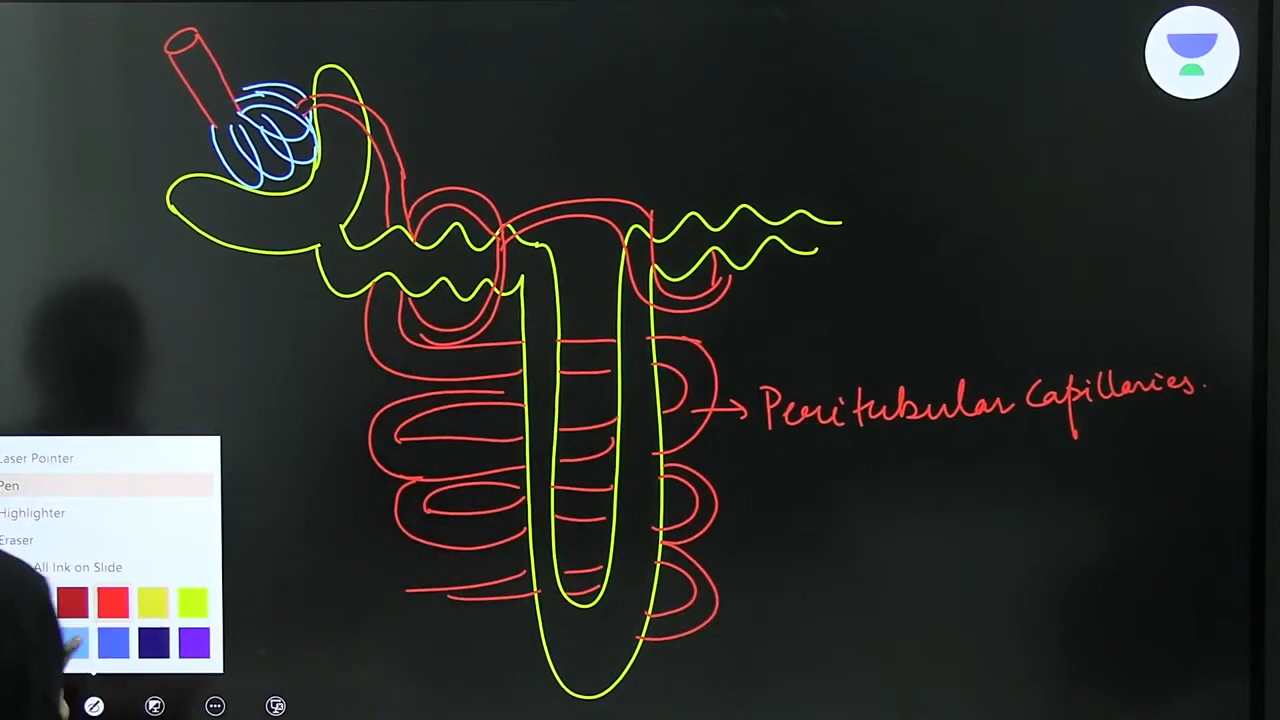 Peritubular Capillaries.
Laser Pointer
Pen
Highlighter
Eraser
All Ink on Slide